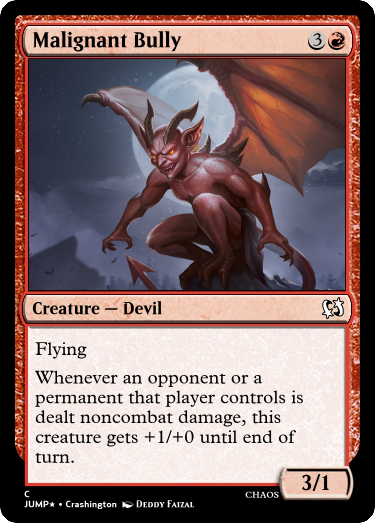 Malignant Bully 3
Creature — Devil
Flying
Whenever an opponent or a
permanent that player controls is
dealt noncombat damage, this
creature gets +1/+0 until end of
turn.
3/1
C
JUMP★ • Crashington Deddy Faizal
CHAOS